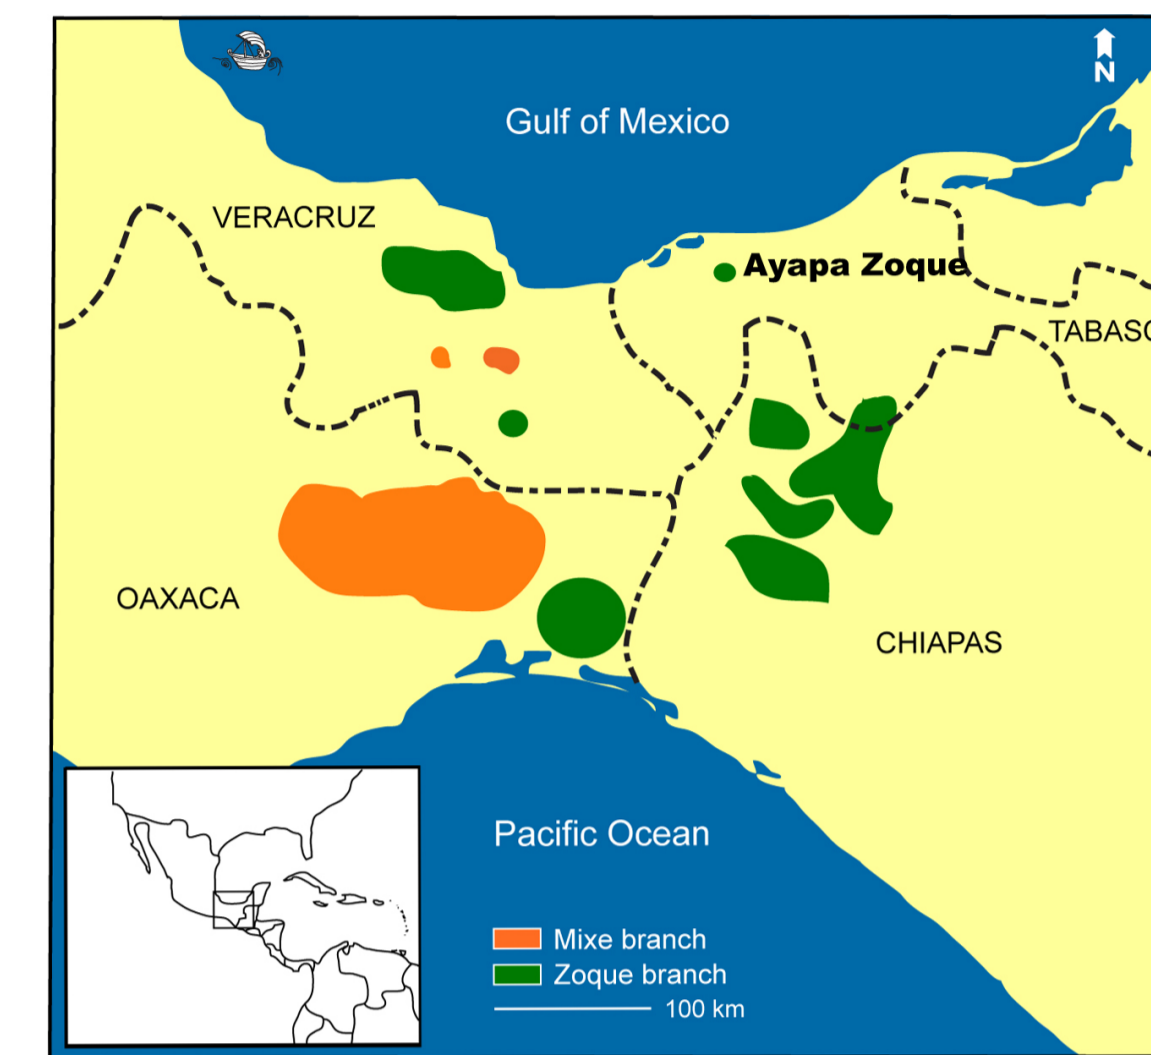 N
Gulf of Mexico
VERACRUZ
Ayapa Zoque
TABASC
OAXACA
CHIAPAS
Pacific Ocean
Mixe branch
Zoque branch
100 km